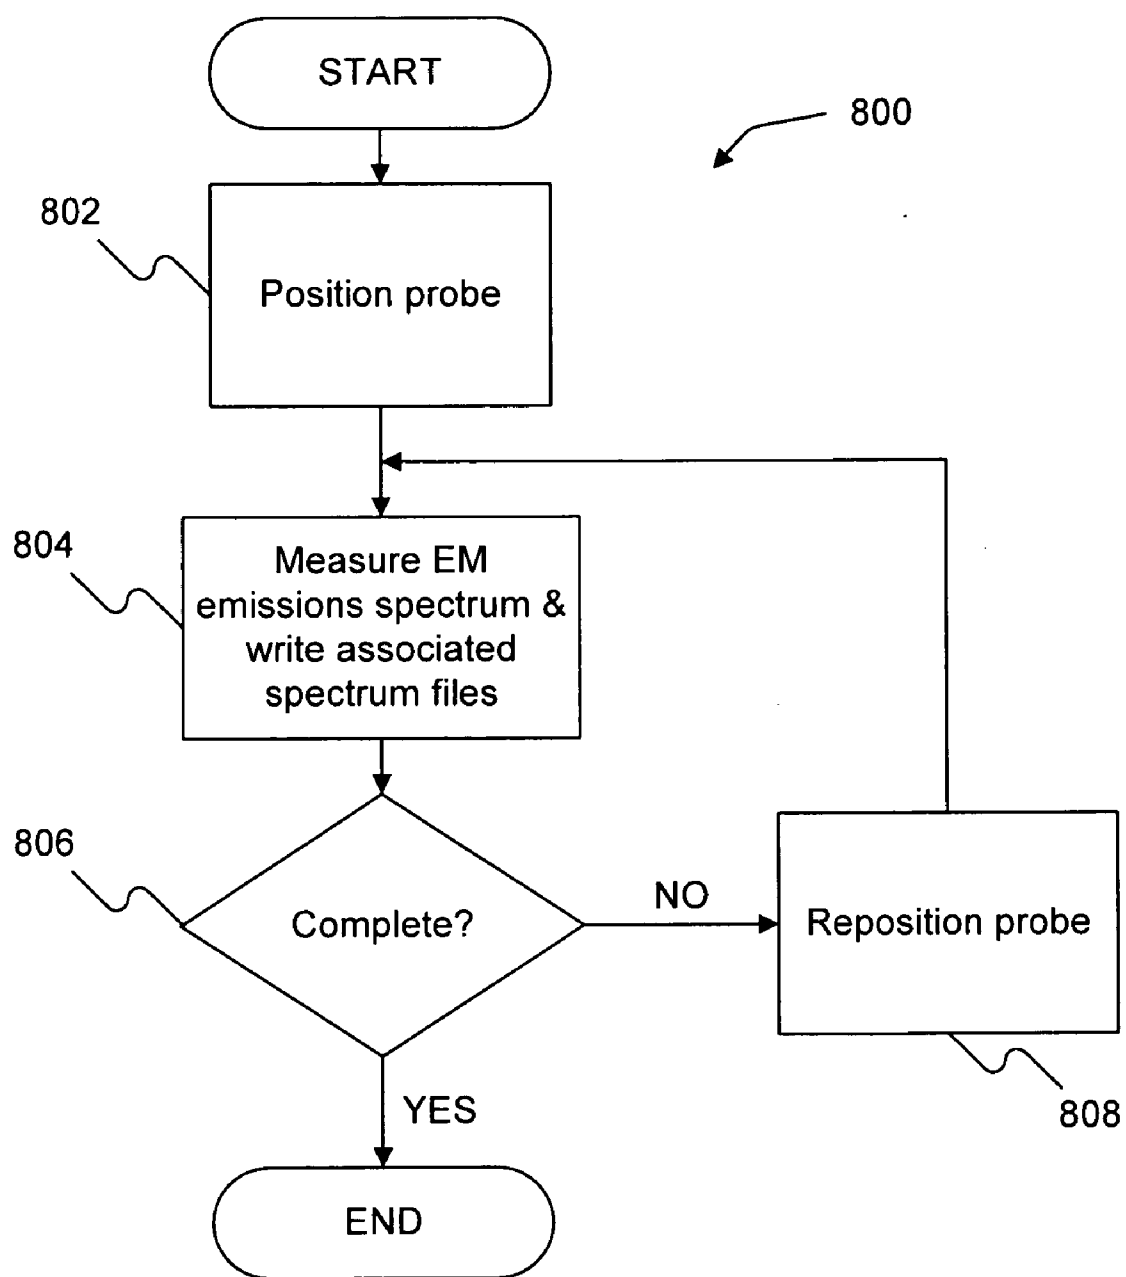 START
800
802
Position probe
804
Measure EM
emissions spectrum &
write associated
spectrum files
806
Complete?
NO
Reposition probe
808
YES
END